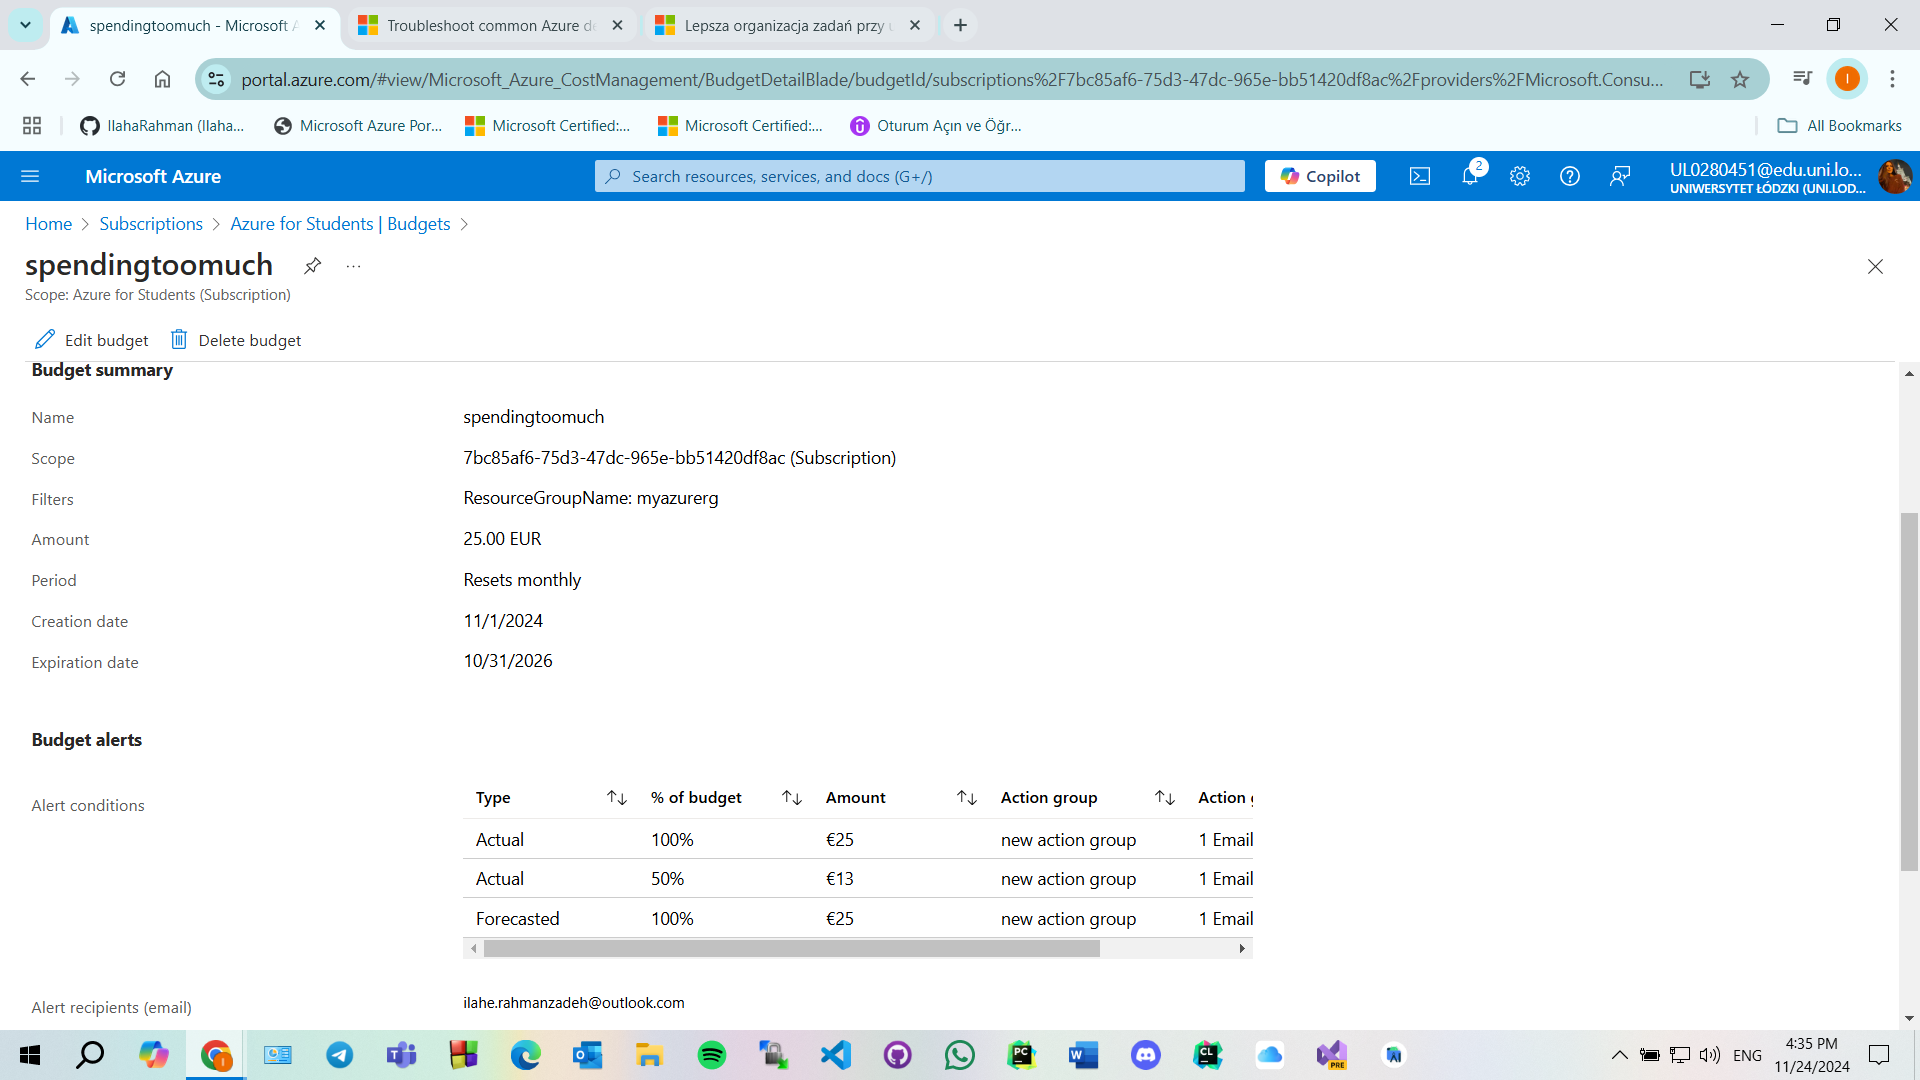 spendingtoomuch - Microsoft A
Troubleshoot common Azure de
Lepsza organizacja zadań przy u
portal.azure.com/#view/Microsoft_Azure_CostManagement/BudgetDetailBlade/budgetId/subscriptions%2F7bc85af6-75d3-47dc-965e-bb51420df8ac%2Fproviders%2FMicrosoft.Consu...
I
IlahaRahman (Ilaha...
Microsoft Azure Por...
Microsoft Certified:...
Microsoft Certified:...
Oturum Açın ve Öğr...
All Bookmarks
Microsoft Azure
Search resources, services, and docs (G+/)
Copilot
2
UL0280451@edu.uni.lo...
UNIWERSYTET ŁÓDZKI (UNI.LOD...
Home > Subscriptions > Azure for Students | Budgets >
spendingtoomuch ...
Scope: Azure for Students (Subscription)
Edit budget Delete budget
Budget summary
Name spendingtoomuch
Scope 7bc85af6-75d3-47dc-965e-bb51420df8ac (Subscription)
Filters ResourceGroupName: myazurerg
Amount 25.00 EUR
Period Resets monthly
Creation date 11/1/2024
Expiration date 10/31/2026
Budget alerts
Alert conditions
Type % of budget Amount Action group Action g
Actual 100% €25 new action group 1 Email
Actual 50% €13 new action group 1 Email
Forecasted 100% €25 new action group 1 Email
Alert recipients (email) ilahe.rahmanzadeh@outlook.com
ENG
4:35 PM
11/24/2024